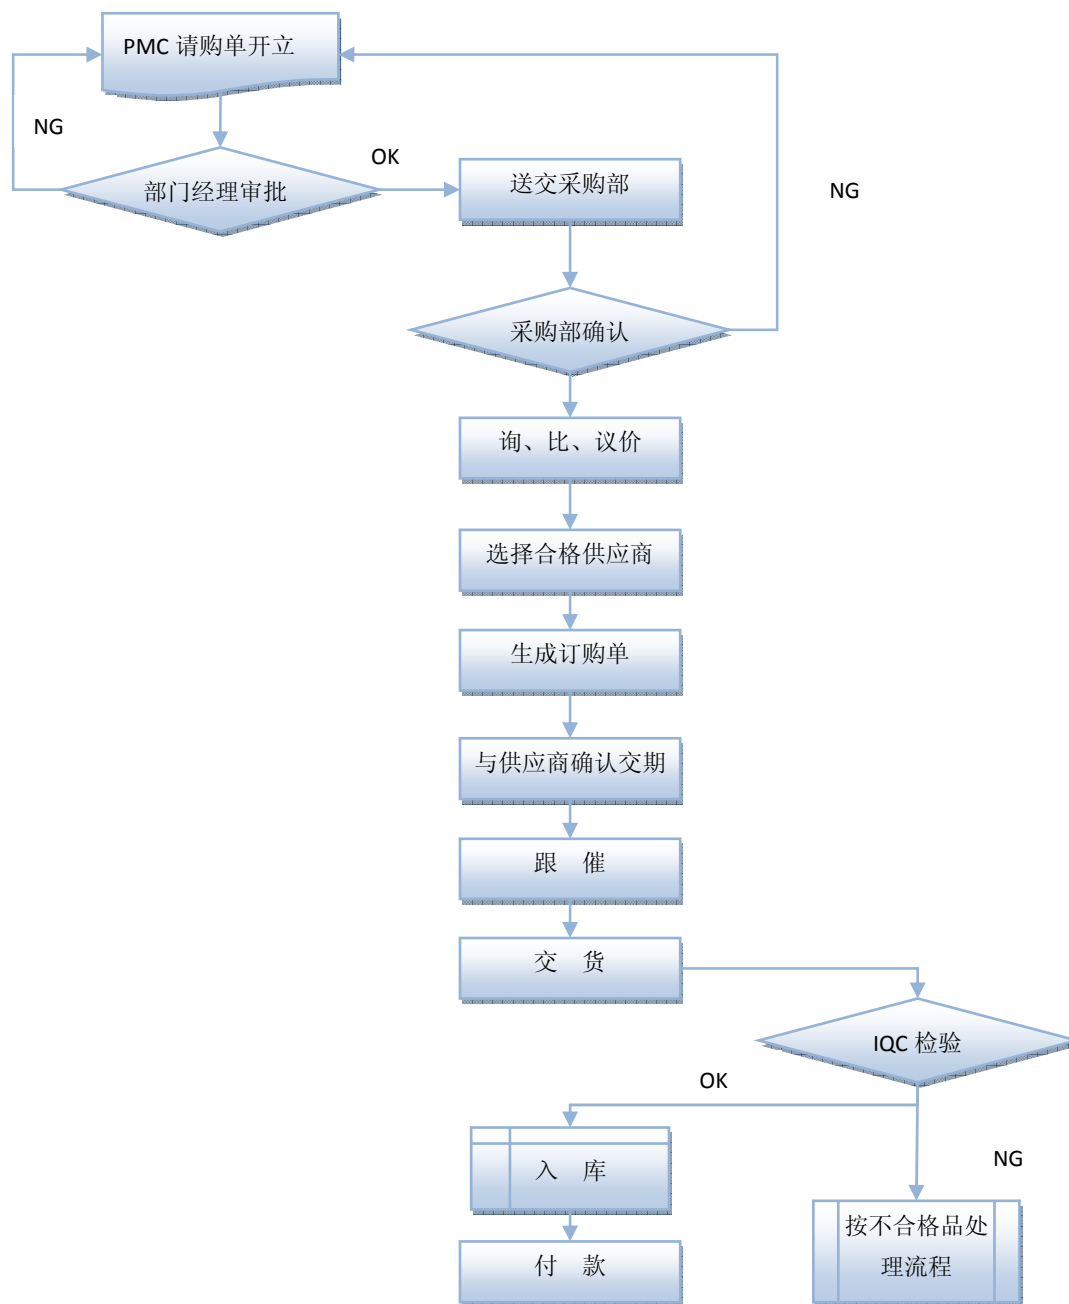 PMC 请购单开立
NG
OK
部门经理审批
送交采购部
NG
采购部确认
询、比、议价
选择合格供应商
生成订购单
与供应商确认交期
跟　催
交　货
IQC 检验
OK
入　库
NG
按不合格品处
理流程
付　款